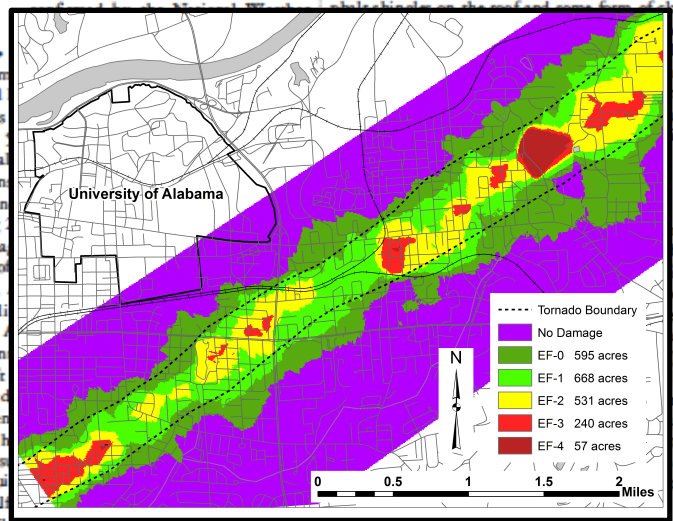 University of Alabama
Tornado Boundary
No Damage
EF-0 595 acres
EF-1 668 acres
EF-2 531 acres
EF-3 240 acres
EF-4 57 acres
N
0 0.5 1 1.5 2
Miles